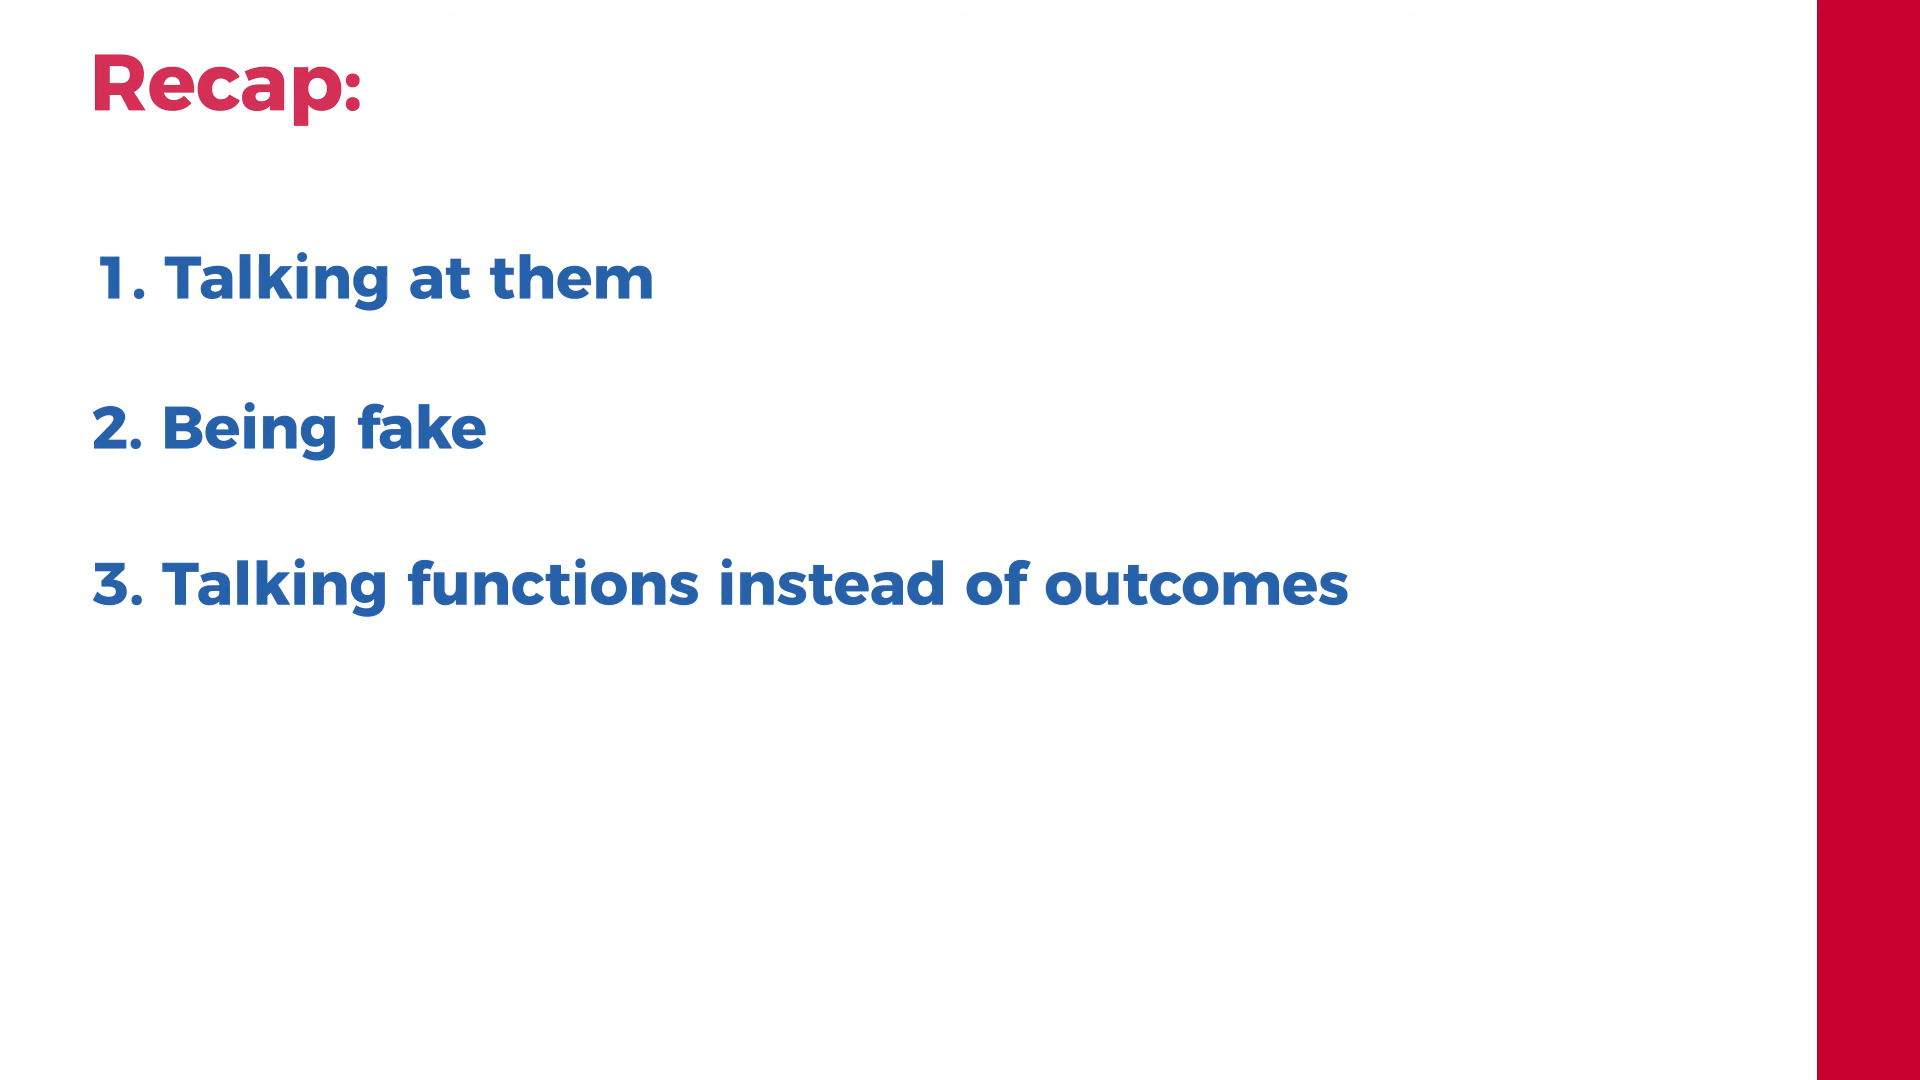 Recap:
1. Talking at them
2. Being fake
3. Talking functions instead of outcomes